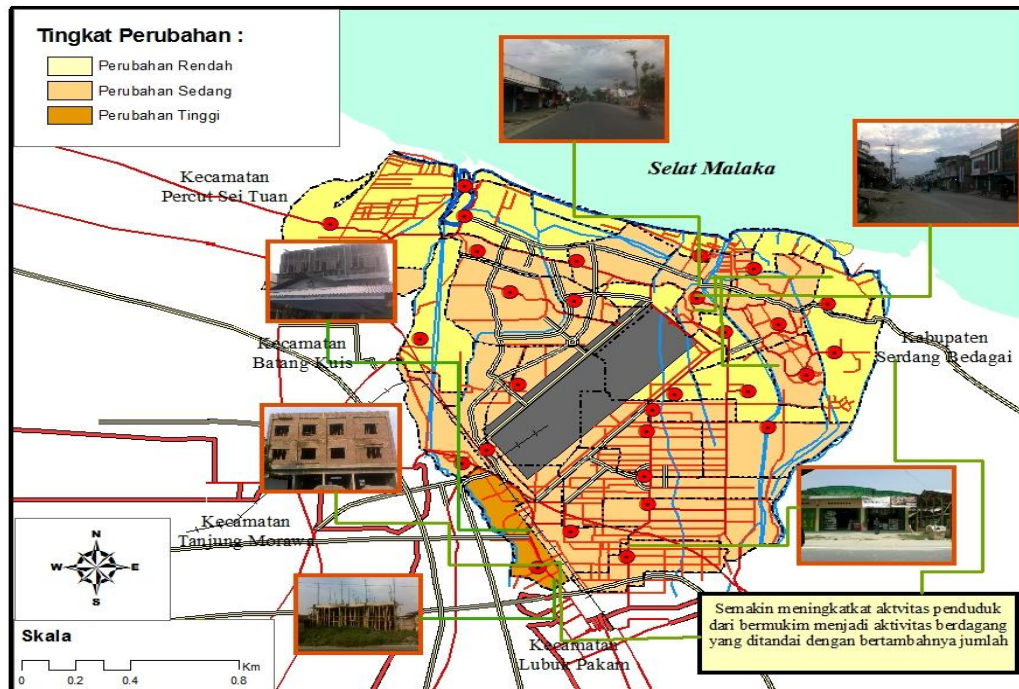 Tingkat Perubahan :
Perubahan Rendah
Perubahan Sedang
Perubahan Tinggi
Selat Malaka
Kecamatan
Percut Sei Tuan
Kecamatan
Batang Kuis
Kabupaten
Serdang Bedagai
Kecamatan
Tanjung Morawa
N
W E
S
Skala
Km
0 0.2 0.4 0.8
Kecamatan
Lubuk Pakam
Semakin meningkatkat aktvitas penduduk
dari bermukim menjadi aktivitas berdagang
yang ditandai dengan bertambahnya jumlah